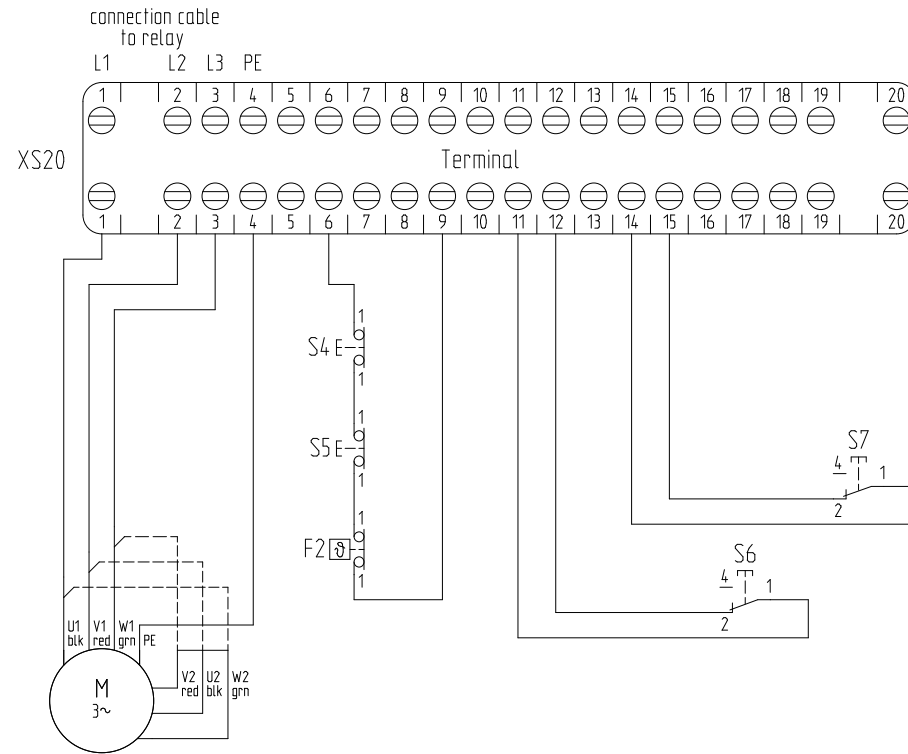 connection cable
to relay
L1 L2 L3 PE
1 2 3 4 5 6 7 8 9 10 11 12 13 14 15 16 17 18 19 20
XS20 Terminal
1 2 3 4 5 6 7 8 9 10 11 12 13 14 15 16 17 18 19 20
1
S4 E
1
1
S5 E
1
S7
4 1
2
1
F2 ϑ
1
S6
4 1
2
U1 V1 W1
blk red grn PE
V2 U2 W2
red blk grn
M
3~